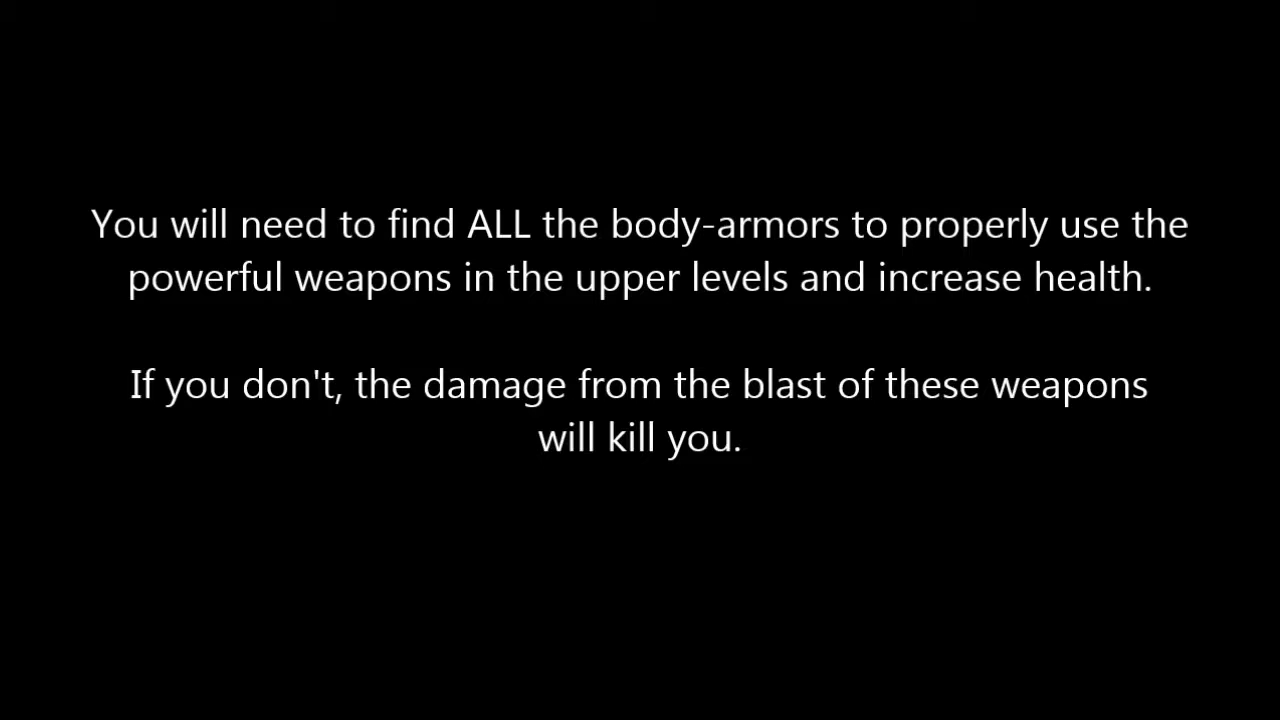 You will need to find ALL the body-armors to properly use the
powerful weapons in the upper levels and increase health.
If you don't, the damage from the blast of these weapons
will kill you.